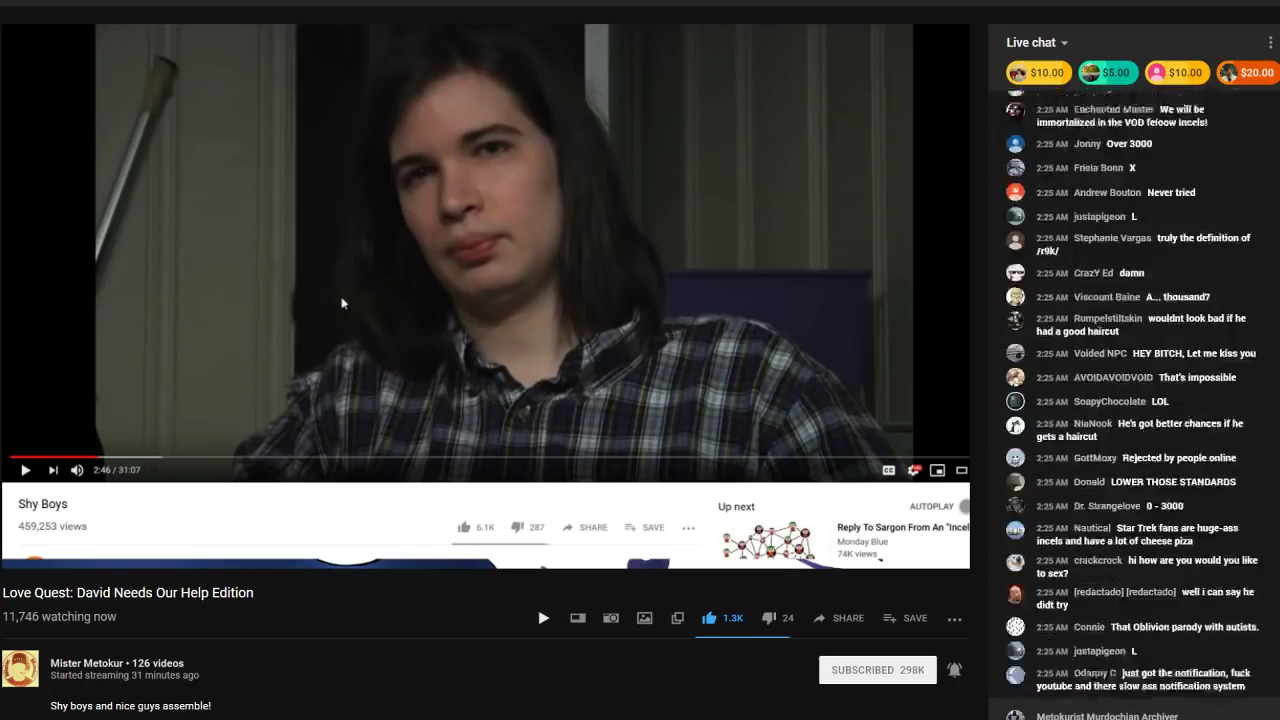 Live chat
$10.00
$5.00
$10.00
$20.00
2:25 AM We will be
immortalized in the VOD feloow incels!
2:25 AM Jonny Over 3000
2:25 AM Frieia Bonn X
2:25 AM Andrew Bouton Never tried
2:25 AM justapigeon L
2:25 AM Stephanie Vargas truly the definition of
/r9k/
2:25 AM CrazY Ed damn
2:25 AM Viscount Baine A... thousand?
2:25 AM Rumpelstiltskin wouldnt look bad if he
had a good haircut
2:25 AM Voided NPC HEY BITCH, Let me kiss you
2:25 AM AVOIDAVOIDVOID That's impossible
2:25 AM SoapyChocolate LOL
2:25 AM NiaNook He's got better chances if he
gets a haircut
2:25 AM GottMoxy Rejected by people online
2:25 AM Donald LOWER THOSE STANDARDS
2:25 AM Dr. Strangelove 0 - 3000
2:25 AM Nautical Star Trek fans are huge-ass
incels and have a lot of cheese piza
2:25 AM crackcrock hi how are you would you like
to sex?
2:25 AM [redactado] [redactado] well i can say he
didt try
2:25 AM Connie That Oblivion parody with autists.
2:25 AM justapigeon L
2:25 AM just got the notification, fuck
youtube and there slow ass notification system
Metokurist Murdochian Archiver
2:46 / 31:07
CC
Shy Boys
459,253 views
6.1K
287
SHARE
SAVE
Up next
AUTOPLAY
Reply To Sargon From An "Incel
Monday Blue
74K views
Love Quest: David Needs Our Help Edition
11,746 watching now
1.3K
24
SHARE
SAVE
Mister Metokur • 126 videos
Started streaming 31 minutes ago
SUBSCRIBED 298K
Shy boys and nice guys assemble!